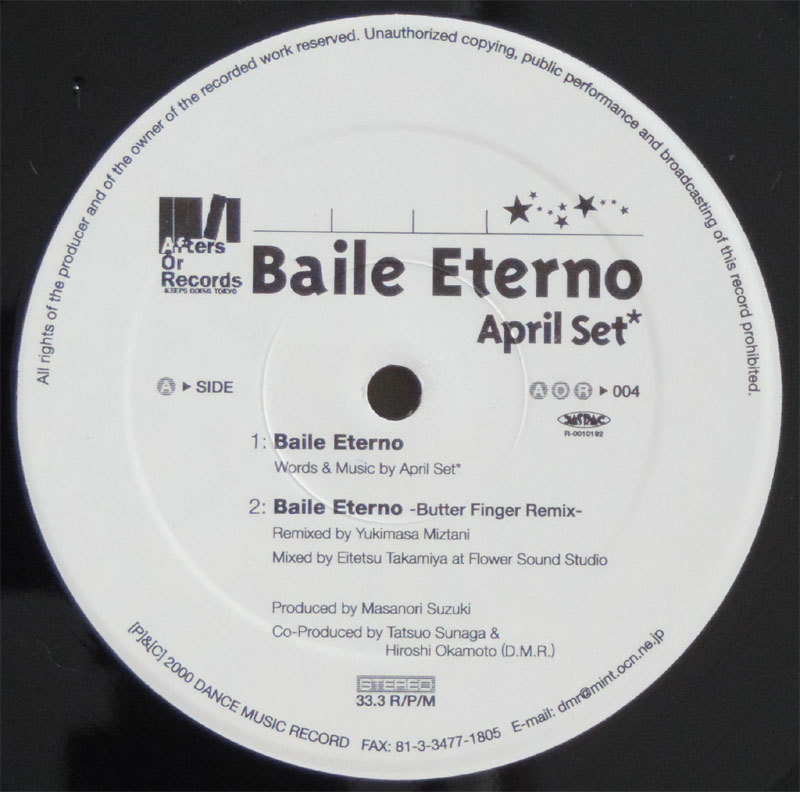 All rights of the producer and of the owner of the recorded work reserved. Unauthorized copying, public performance and broadcasting of this record prohibited.
Afters
Or
Records
KEEPS GOING TOKYO
Baile Eterno
April Set*
A ▸ SIDE
A O R ▸ 004
JASRAC
R-0010192
1: Baile Eterno
Words & Music by April Set*
2: Baile Eterno -Butter Finger Remix-
Remixed by Yukimasa Miztani
Mixed by Eitetsu Takamiya at Flower Sound Studio
Produced by Masanori Suzuki
Co-Produced by Tatsuo Sunaga &
Hiroshi Okamoto (D.M.R.)
STEREO
33.3 R/P/M
[P]&[C] 2000 DANCE MUSIC RECORD FAX: 81-3-3477-1805 E-mail: dmr@mint.ocn.ne.jp